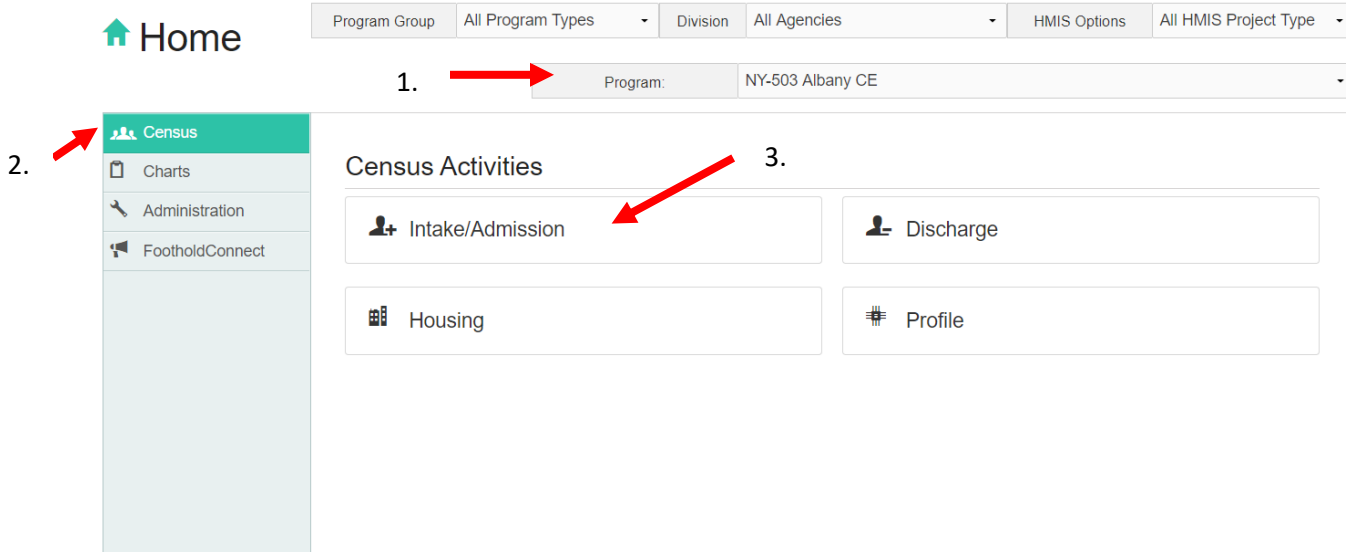 Home
Program Group All Program Types Division All Agencies HMIS Options All HMIS Project Type
1. Program: NY-503 Albany CE
2.
Census
Charts
Administration
FootholdConnect
Census Activities
3.
Intake/Admission Discharge
Housing Profile